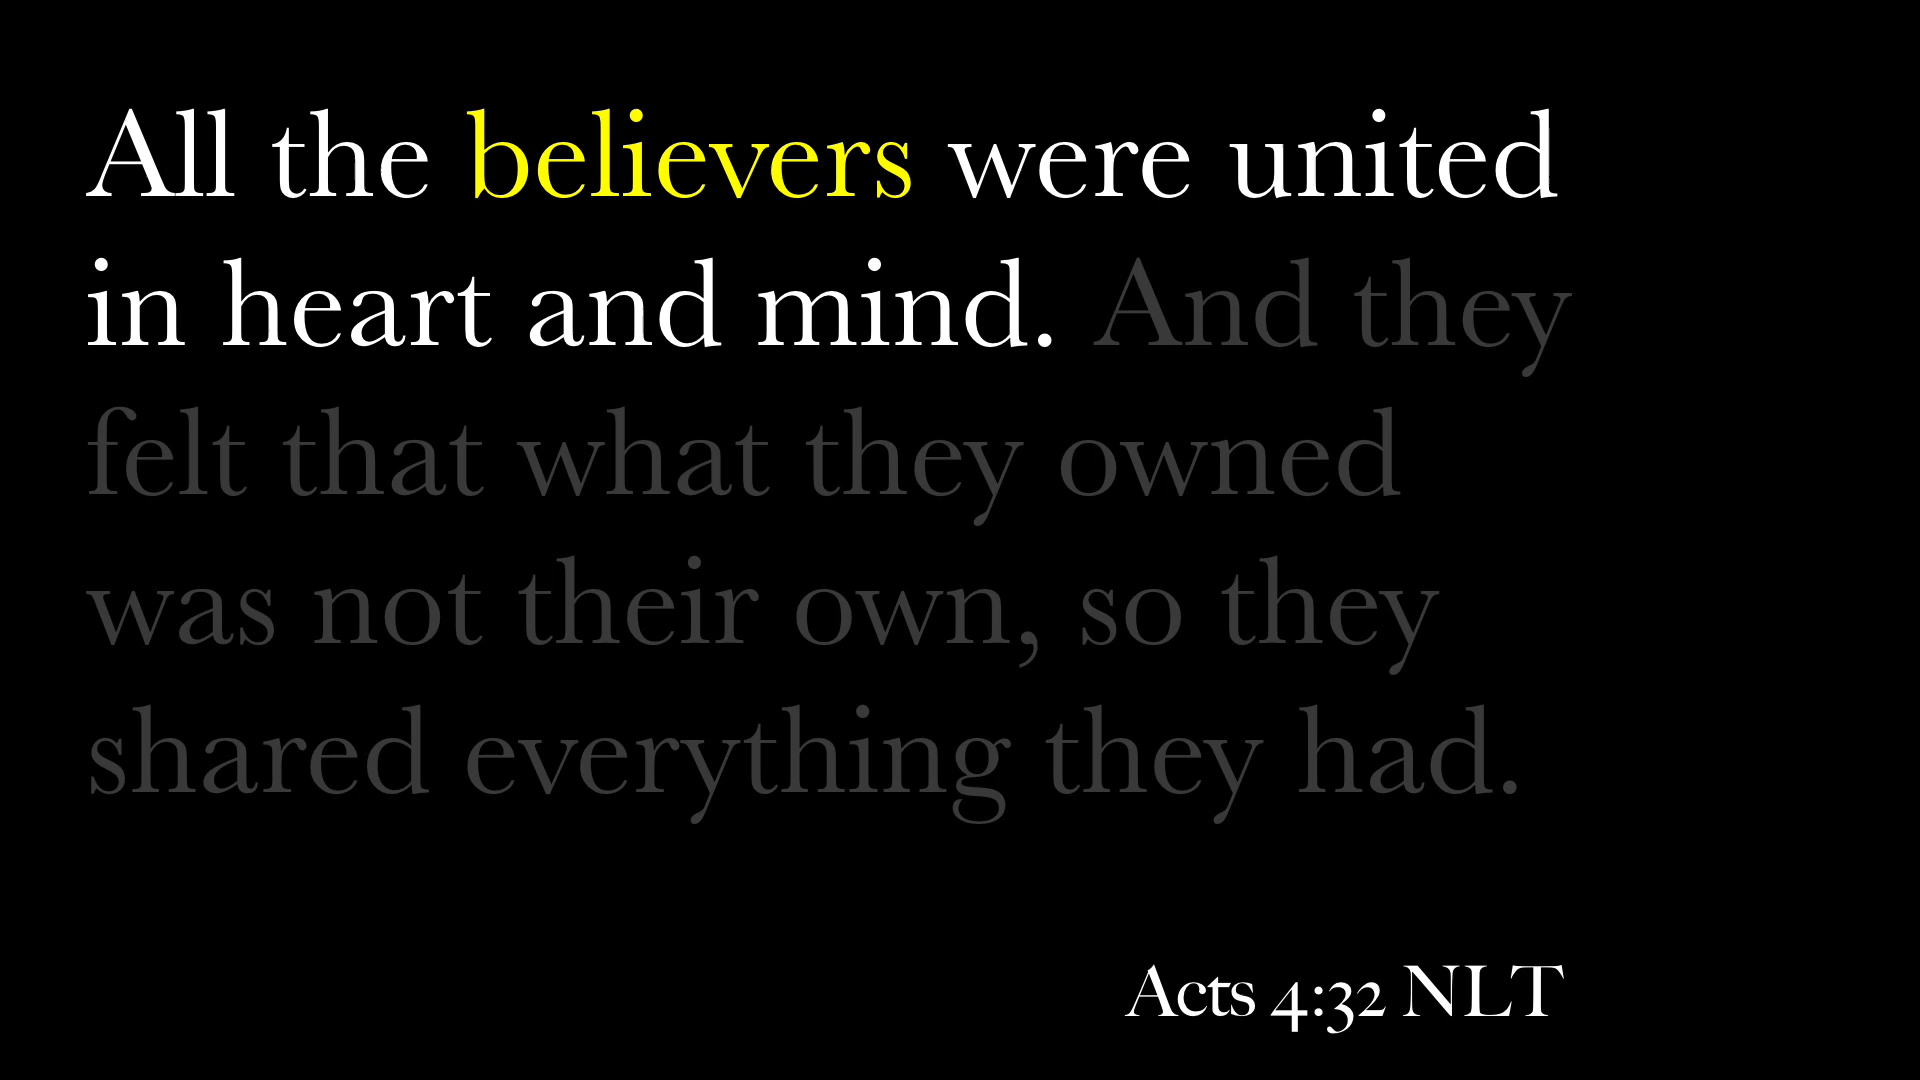 All the believers were united
in heart and mind. And they
felt that what they owned
was not their own, so they
shared everything they had.
Acts 4:32 NLT